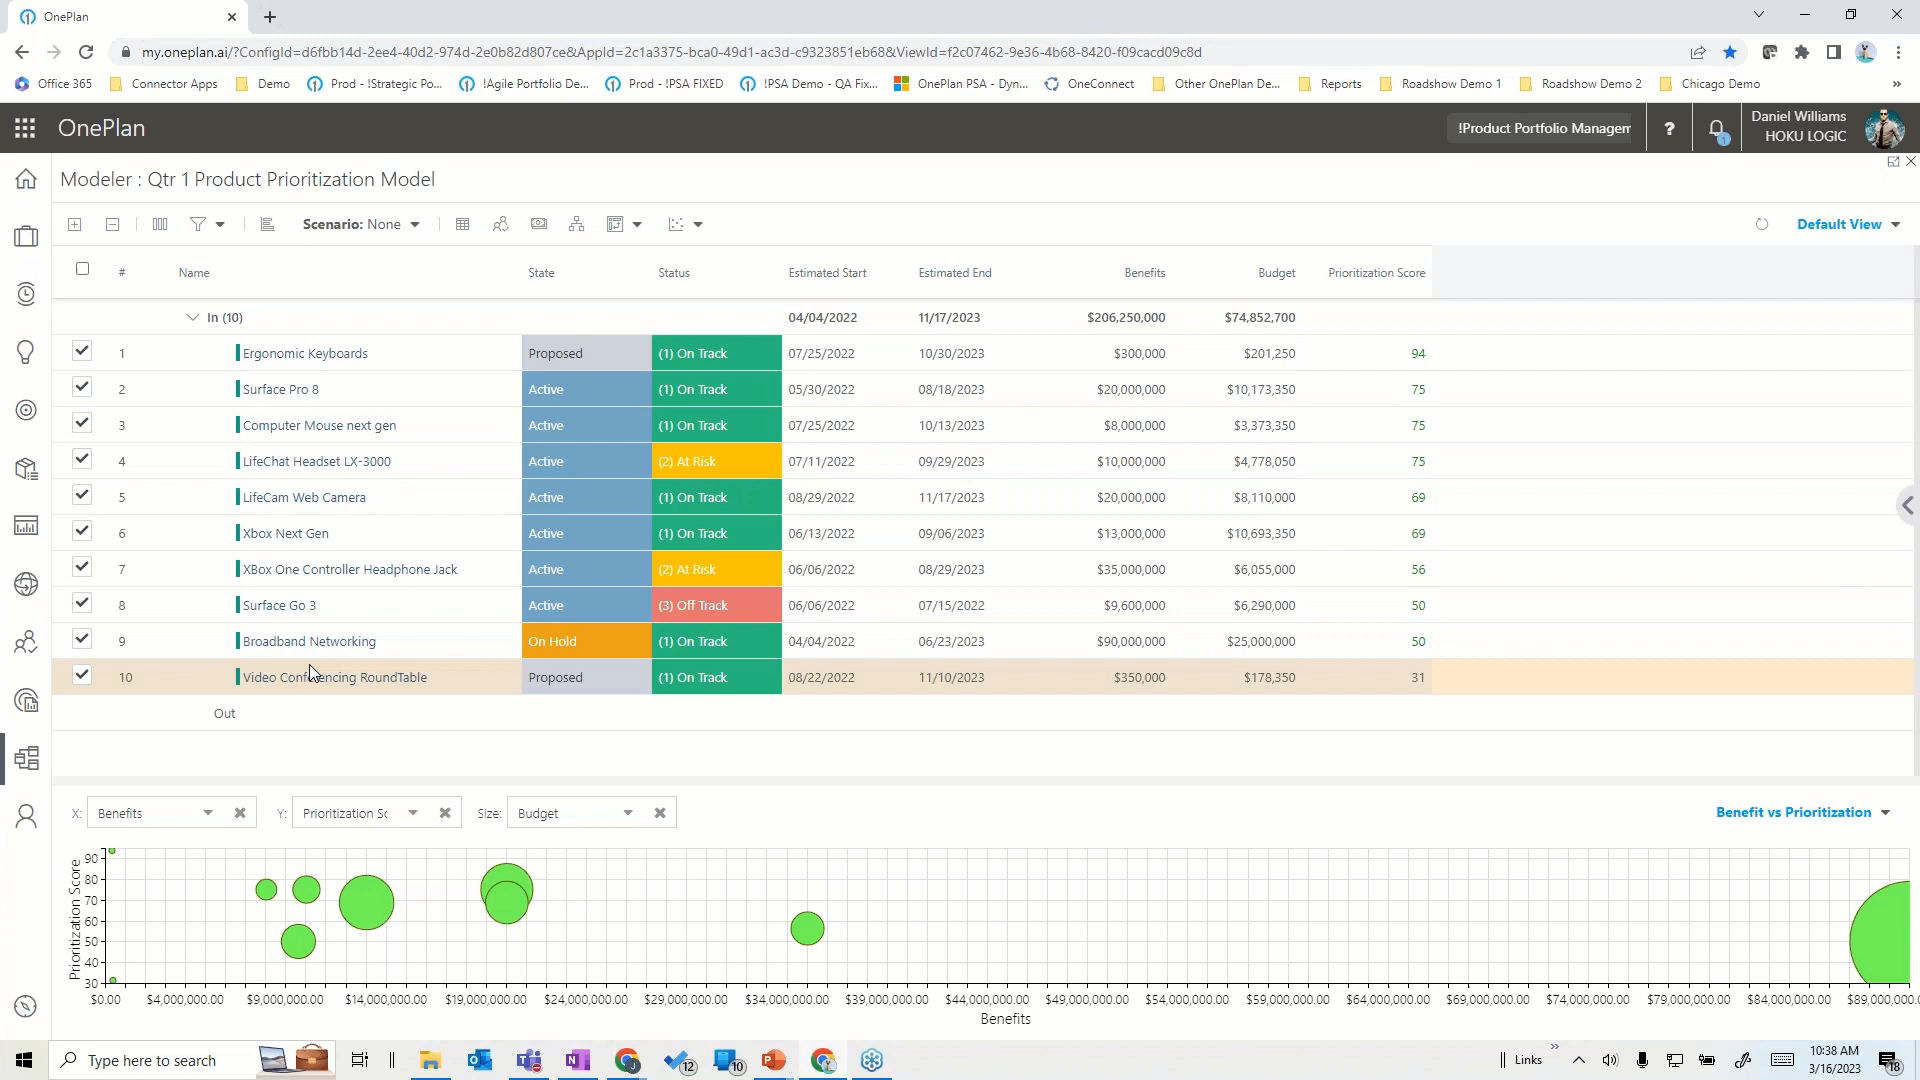 OnePlan
my.oneplan.ai/?ConfigId=d6fbb14d-2ee4-40d2-974d-2e0b82d807ce&AppId=2c1a3375-bca0-49d1-ac3d-c9323851eb68&ViewId=f2c07462-9e36-4b68-8420-f09cacd09c8d
Office 365 Connector Apps Demo Prod - !Strategic Po... !Agile Portfolio De... Prod - !PSA FIXED !PSA Demo - QA Fix... OnePlan PSA - Dyn... OneConnect Other OnePlan De... Reports Roadshow Demo 1 Roadshow Demo 2 Chicago Demo »
OnePlan !Product Portfolio Managem ? 1 Daniel Williams
HOKU LOGIC
Modeler : Qtr 1 Product Prioritization Model
Scenario: None Default View
# Name State Status Estimated Start Estimated End Benefits Budget Prioritization Score
In (10) 04/04/2022 11/17/2023 $206,250,000 $74,852,700
1 Ergonomic Keyboards Proposed (1) On Track 07/25/2022 10/30/2023 $300,000 $201,250 94
2 Surface Pro 8 Active (1) On Track 05/30/2022 08/18/2023 $20,000,000 $10,173,350 75
3 Computer Mouse next gen Active (1) On Track 07/25/2022 10/13/2023 $8,000,000 $3,373,350 75
4 LifeChat Headset LX-3000 Active (2) At Risk 07/11/2022 09/29/2023 $10,000,000 $4,778,050 75
5 LifeCam Web Camera Active (1) On Track 08/29/2022 11/17/2023 $20,000,000 $8,110,000 69
6 Xbox Next Gen Active (1) On Track 06/13/2022 09/06/2023 $13,000,000 $10,693,350 69
7 XBox One Controller Headphone Jack Active (2) At Risk 06/06/2022 08/29/2023 $35,000,000 $6,055,000 56
8 Surface Go 3 Active (3) Off Track 06/06/2022 07/15/2022 $9,600,000 $6,290,000 50
9 Broadband Networking On Hold (1) On Track 04/04/2022 06/23/2023 $90,000,000 $25,000,000 50
10 Video Conferencing RoundTable Proposed (1) On Track 08/22/2022 11/10/2023 $350,000 $178,350 31
Out
X: Benefits Y: Prioritization Sc Size: Budget Benefit vs Prioritization
Prioritization Score
90
80
70
60
50
40
30
$0.00 $4,000,000.00 $9,000,000.00 $14,000,000.00 $19,000,000.00 $24,000,000.00 $29,000,000.00 $34,000,000.00 $39,000,000.00 $44,000,000.00 $49,000,000.00 $54,000,000.00 $59,000,000.00 $64,000,000.00 $69,000,000.00 $74,000,000.00 $79,000,000.00 $84,000,000.00 $89,000,000.0
Benefits
Type here to search 12 10 Links » 10:38 AM
3/16/2023 18